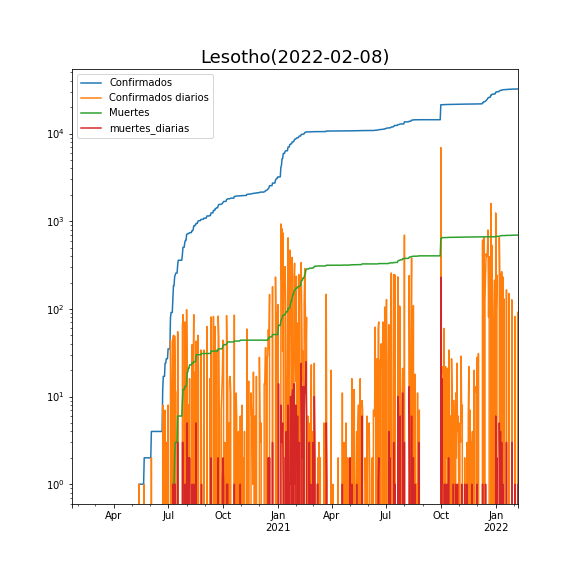 Lesotho(2022-02-08)
Confirmados
Confirmados diarios
Muertes
muertes_diarias
10⁴
10³
10²
10¹
10⁰
Apr Jul Oct Jan Apr Jul Oct Jan
2021 2022